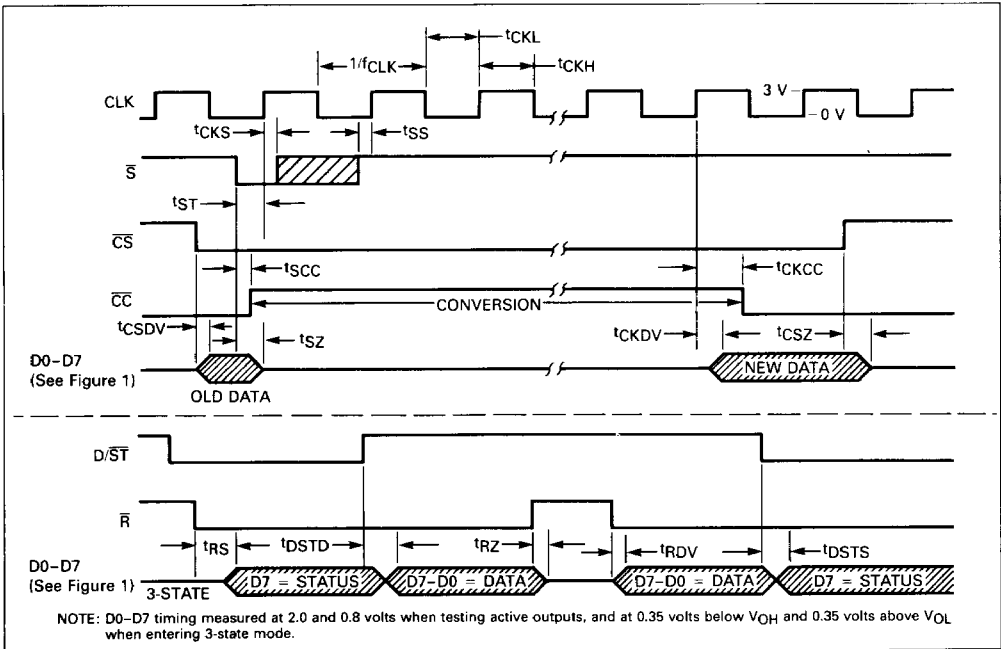 tCKL
1/fCLK
tCKH
CLK
3 V
0 V
tCKS
tSS
S̅
tST
C̅S̅
tSCC
tCKCC
C̅C̅
CONVERSION
tCSDV
tSZ
tCKDV
tCSZ
D0–D7
(See Figure 1)
OLD DATA
NEW DATA
D/S̅T̅
R̅
tRS
tDSTD
tRZ
tRDV
tDSTS
D0–D7
(See Figure 1)
3-STATE
D7 = STATUS
D7–D0 = DATA
D7–D0 = DATA
D7 = STATUS
NOTE: D0–D7 timing measured at 2.0 and 0.8 volts when testing active outputs, and at 0.35 volts below VOH and 0.35 volts above VOL
when entering 3-state mode.